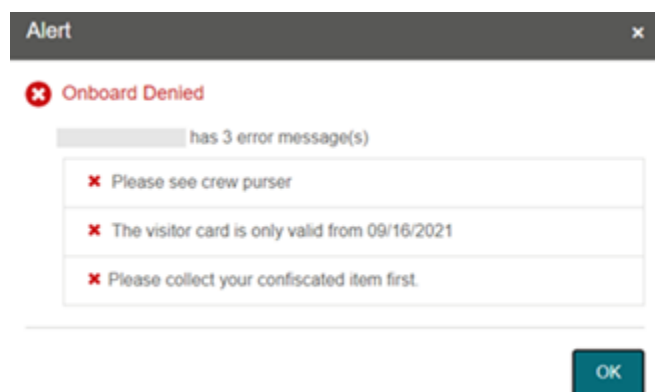 Alert ×
Onboard Denied
has 3 error message(s)
Please see crew purser
The visitor card is only valid from 09/16/2021
Please collect your confiscated item first.
OK